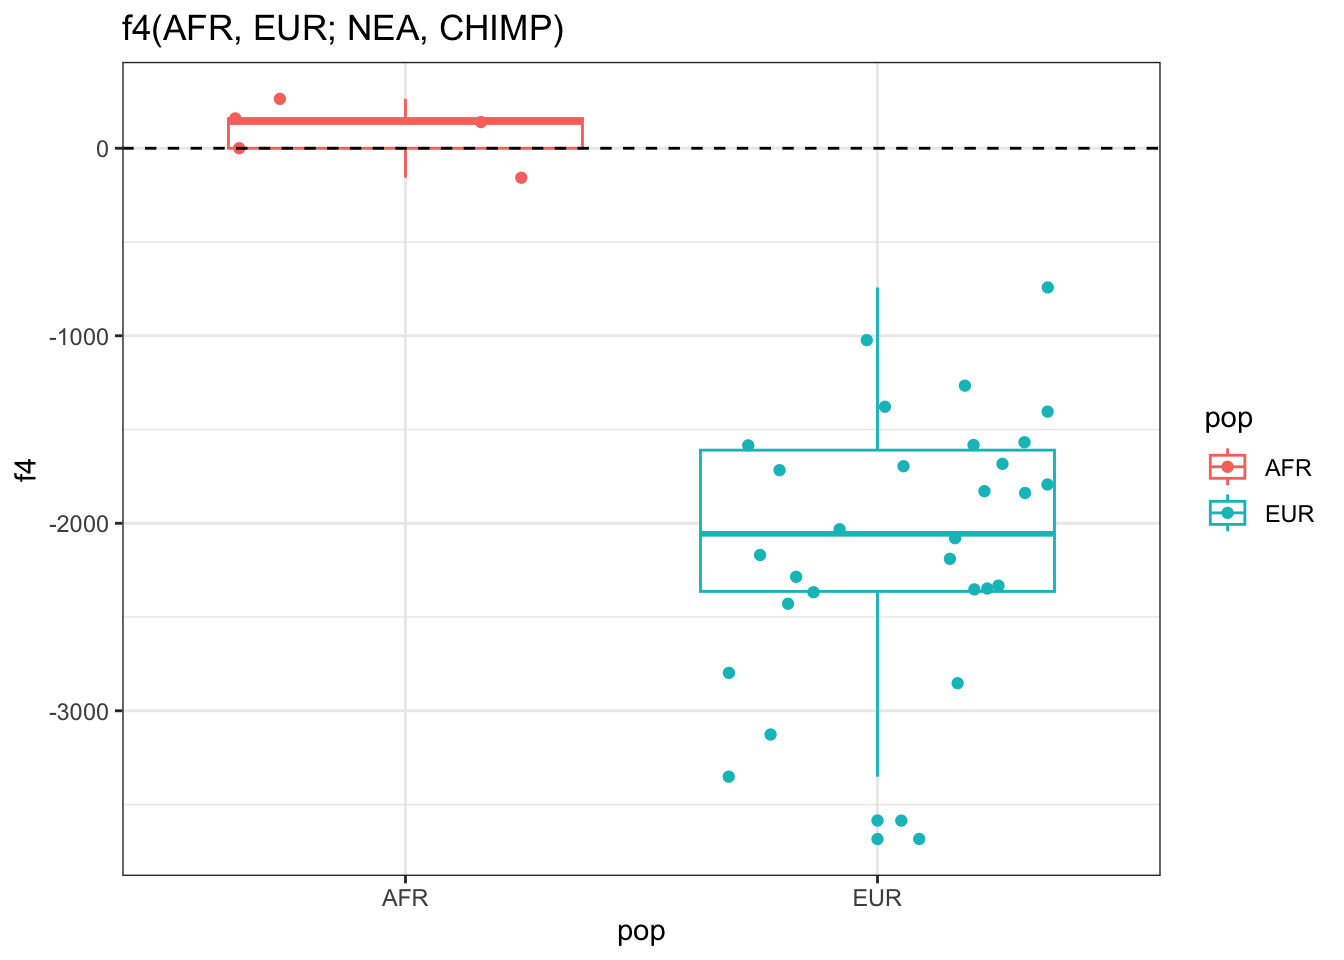 f4(AFR, EUR; NEA, CHIMP)
f4
0
-1000
-2000
-3000
AFR
EUR
pop
pop
AFR
EUR